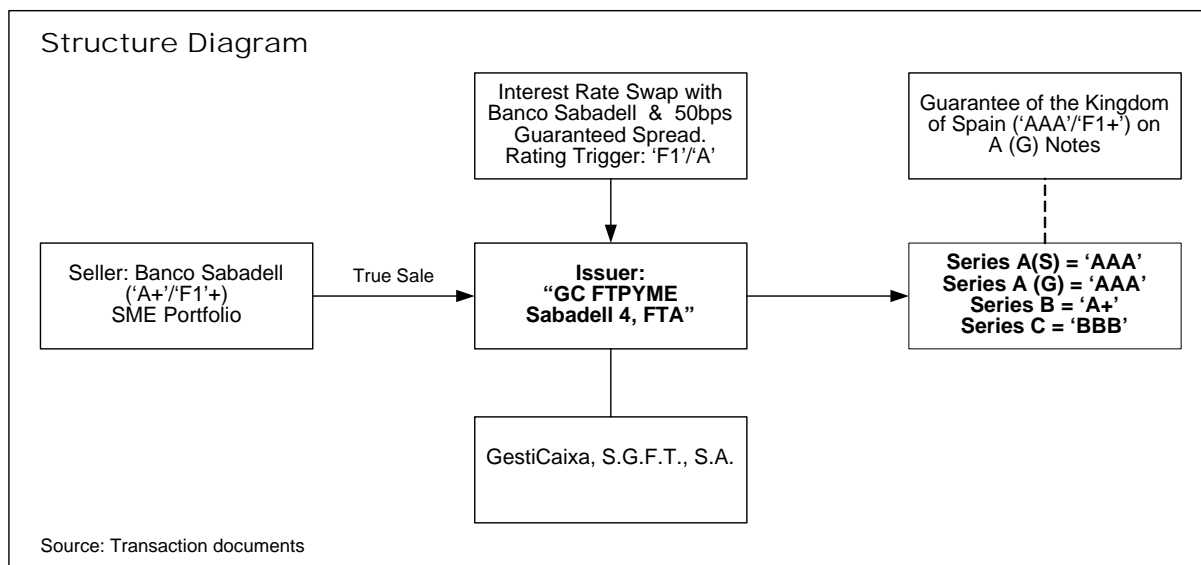 Structure Diagram
Interest Rate Swap with
Banco Sabadell & 50bps
Guaranteed Spread.
Rating Trigger: ‘F1’/‘A’
Guarantee of the Kingdom
of Spain (‘AAA’/‘F1+’) on
A (G) Notes
Seller: Banco Sabadell
(‘A+’/‘F1’+)
SME Portfolio
True Sale
Issuer:
“GC FTPYME
Sabadell 4, FTA”
Series A(S) = ‘AAA’
Series A (G) = ‘AAA’
Series B = ‘A+’
Series C = ‘BBB’
GestiCaixa, S.G.F.T., S.A.
Source: Transaction documents